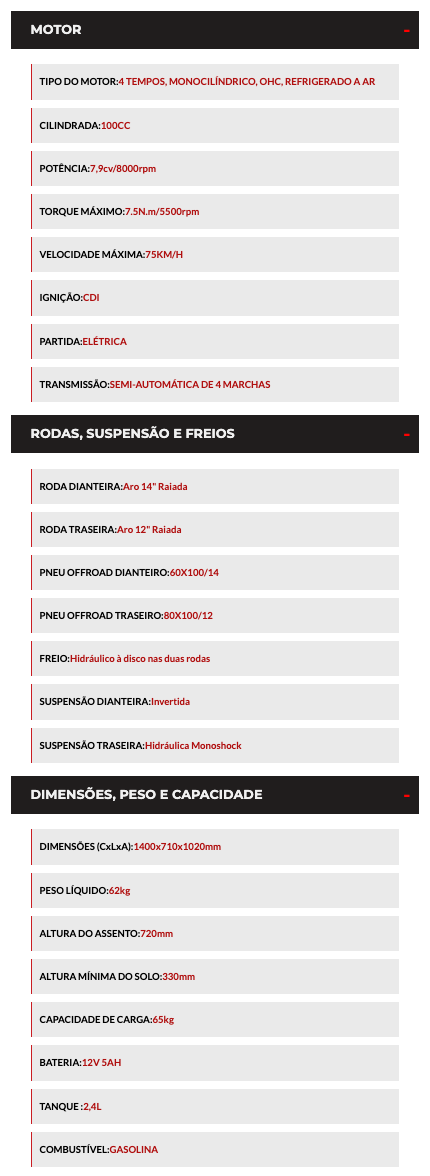 MOTOR -
TIPO DO MOTOR:4 TEMPOS, MONOCILÍNDRICO, OHC, REFRIGERADO A AR
CILINDRADA:100CC
POTÊNCIA:7,9cv/8000rpm
TORQUE MÁXIMO:7.5N.m/5500rpm
VELOCIDADE MÁXIMA:75KM/H
IGNIÇÃO:CDI
PARTIDA:ELÉTRICA
TRANSMISSÃO:SEMI-AUTOMÁTICA DE 4 MARCHAS
RODAS, SUSPENSÃO E FREIOS -
RODA DIANTEIRA:Aro 14" Raiada
RODA TRASEIRA:Aro 12" Raiada
PNEU OFFROAD DIANTEIRO:60X100/14
PNEU OFFROAD TRASEIRO:80X100/12
FREIO:Hidráulico à disco nas duas rodas
SUSPENSÃO DIANTEIRA:Invertida
SUSPENSÃO TRASEIRA:Hidráulica Monoshock
DIMENSÕES, PESO E CAPACIDADE -
DIMENSÕES (CxLxA):1400x710x1020mm
PESO LÍQUIDO:62kg
ALTURA DO ASSENTO:720mm
ALTURA MÍNIMA DO SOLO:330mm
CAPACIDADE DE CARGA:65kg
BATERIA:12V 5AH
TANQUE :2,4L
COMBUSTÍVEL:GASOLINA